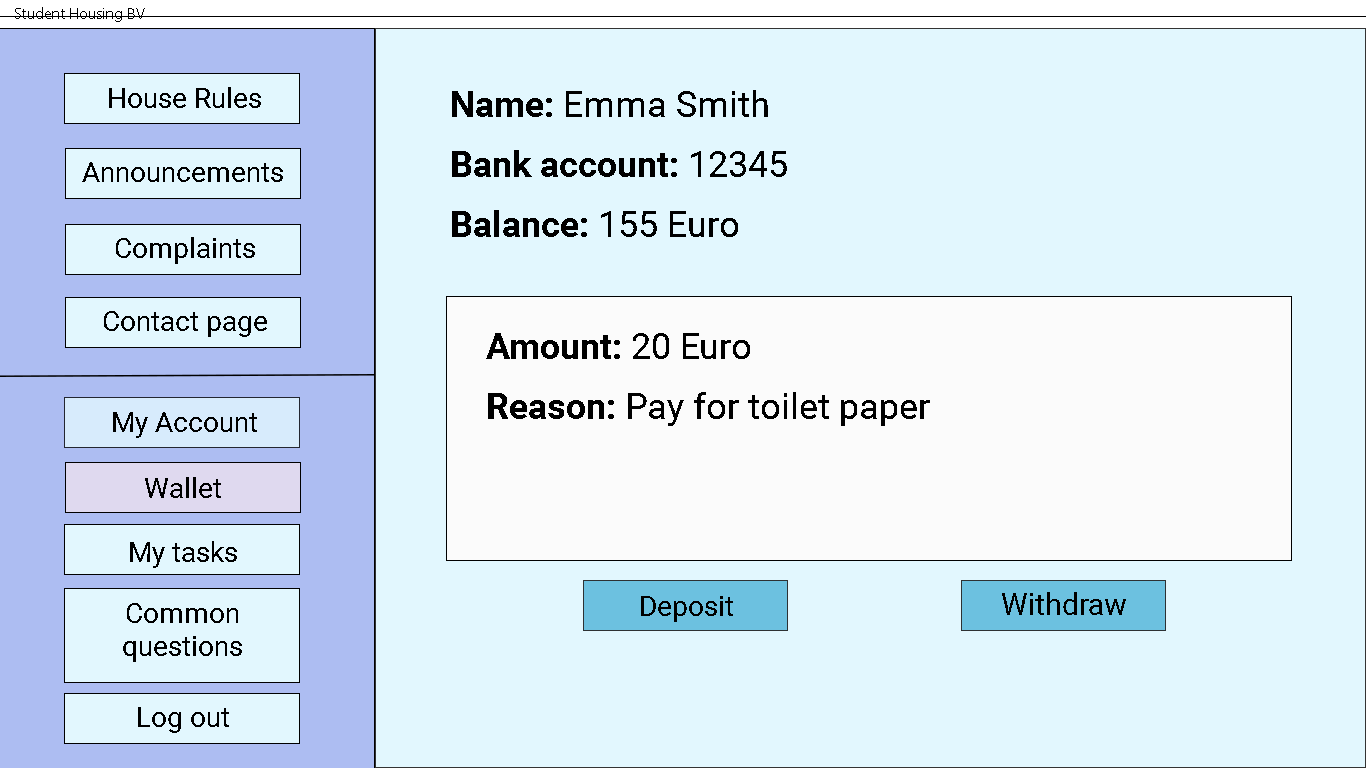 Student Housing BV
House Rules
Announcements
Complaints
Contact page
My Account
Wallet
My tasks
Common
questions
Log out
Name: Emma Smith
Bank account: 12345
Balance: 155 Euro
Amount: 20 Euro
Reason: Pay for toilet paper
Deposit
Withdraw